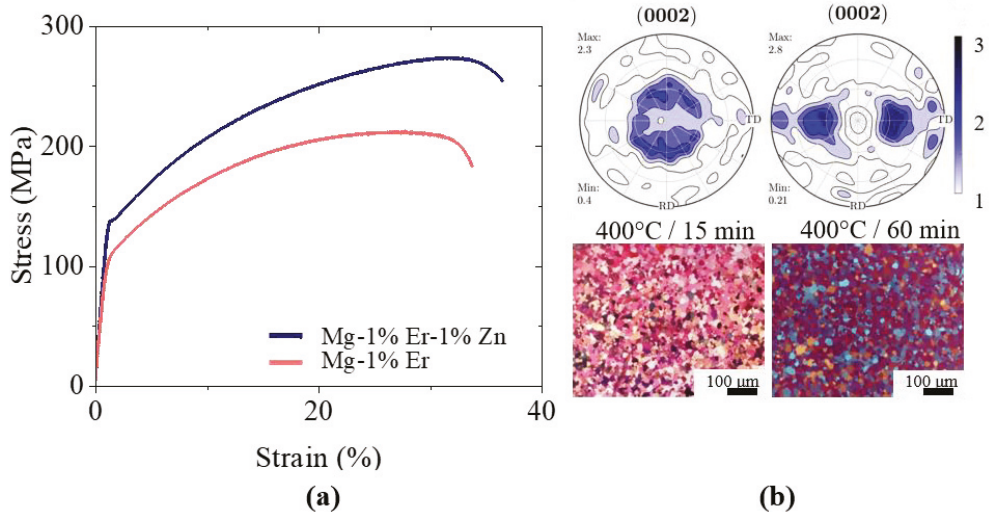 300
200
100
0
0
20
40
Stress (MPa)
Strain (%)
Mg-1% Er-1% Zn
Mg-1% Er
(a)
(0002)
(0002)
Max:
2.3
Max:
2.8
TD
TD
Min:
0.4
Min:
0.21
RD
RD
3
2
1
400°C / 15 min
400°C / 60 min
100 µm
100 µm
(b)